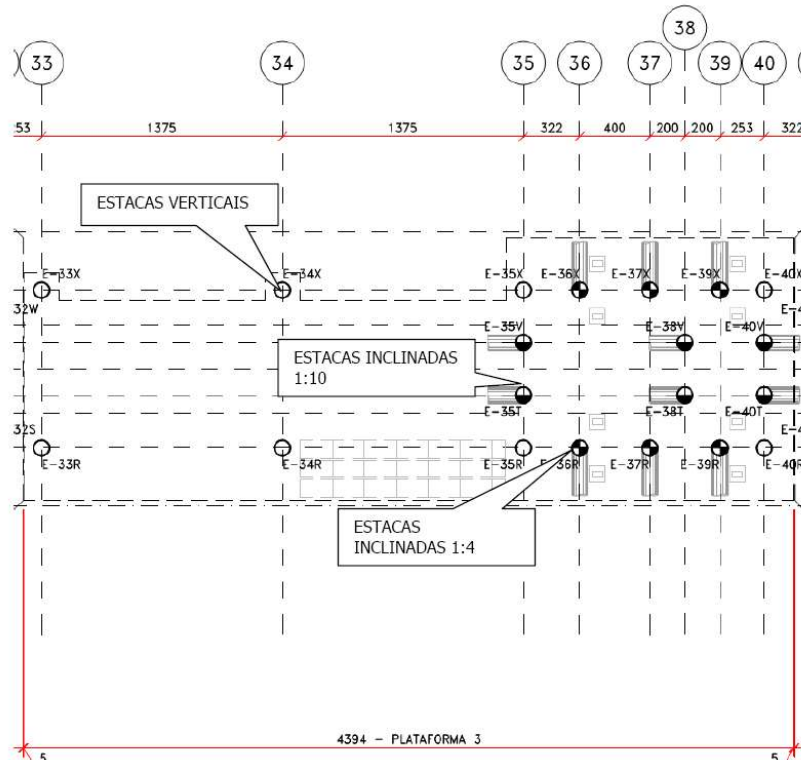 38
33
34
35
36
37
39
40
53
1375
1375
322
400
200
200
253
322
ESTACAS VERTICAIS
E-33X
E-34X
E-35X
E-36X
E-37X
E-39X
E-40X
32W
E-35V
E-38V
E-40V
E-4
ESTACAS INCLINADAS
1:10
E-35T
E-38T
E-40T
32S
E-4
E-33R
E-34R
E-35R
E-36R
E-37R
E-39R
E-40R
ESTACAS
INCLINADAS 1:4
4394 - PLATAFORMA 3
5
5